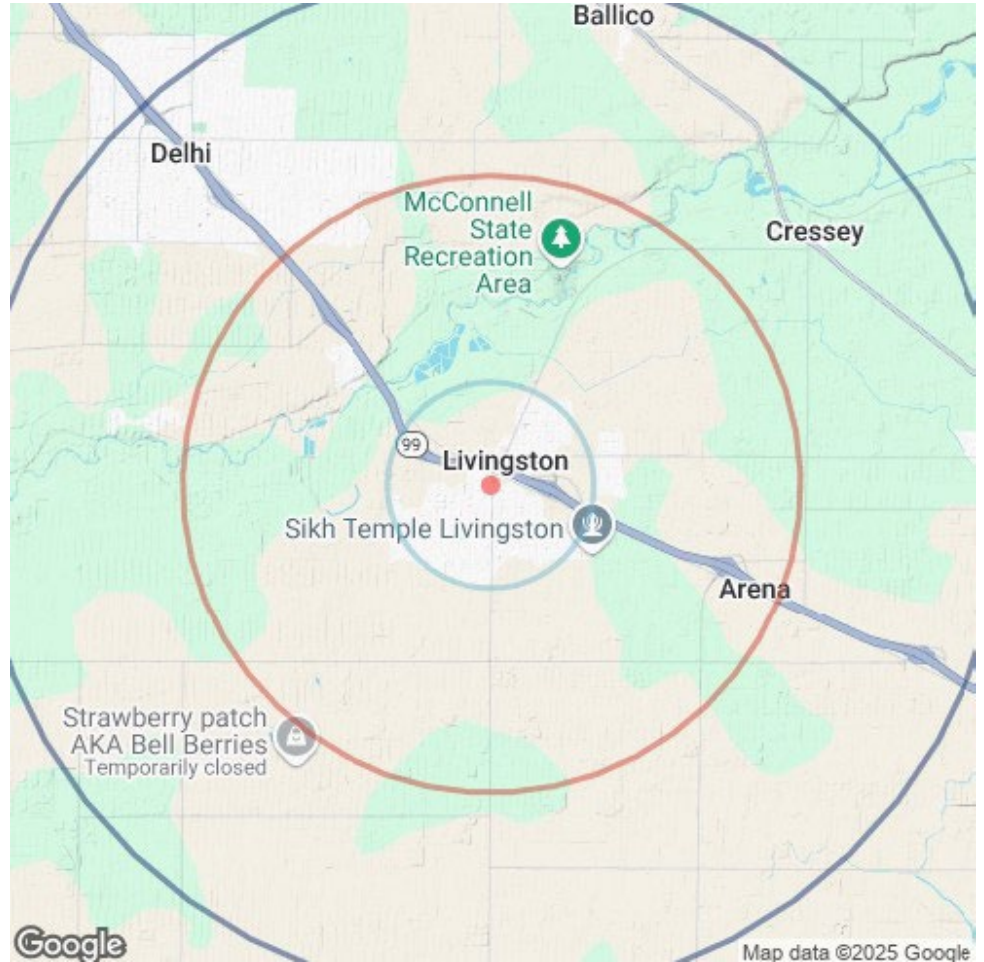 Ballico
Delhi
McConnell
State
Recreation
Area
Cressey
99
Livingston
Sikh Temple Livingston
Arena
Strawberry patch
AKA Bell Berries
Temporarily closed
Google
Map data ©2025 Google